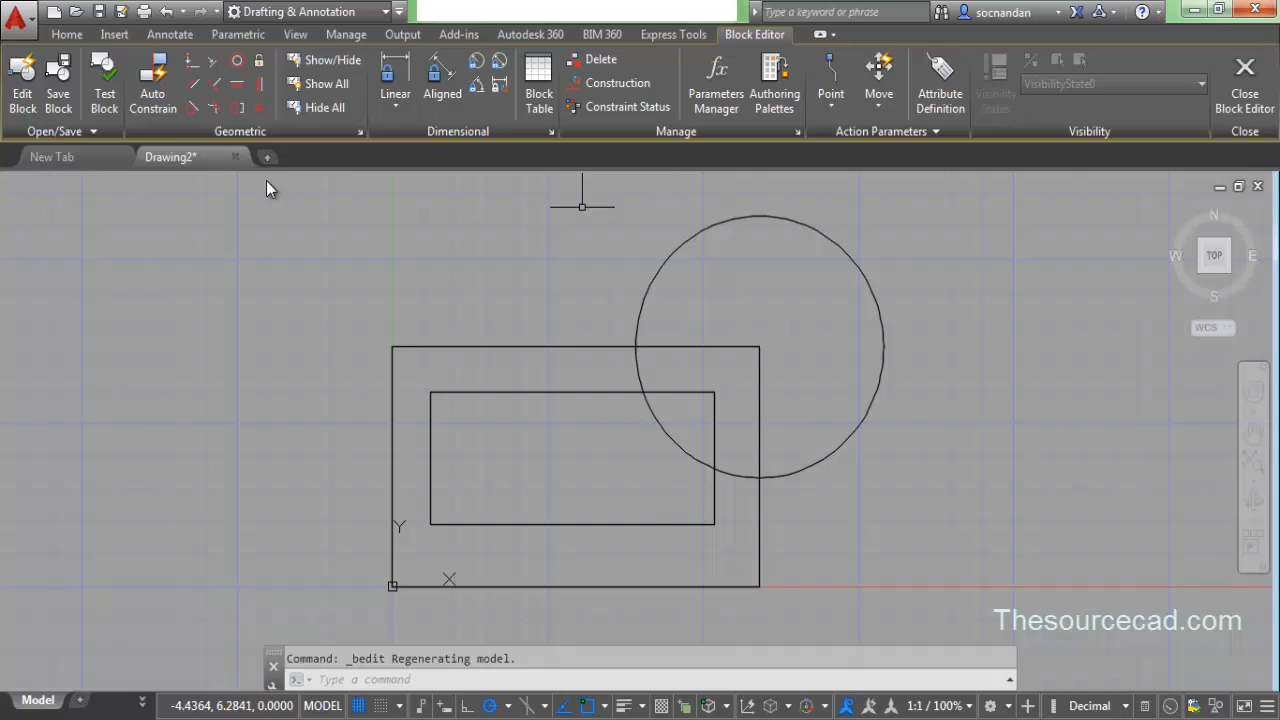 Drafting & Annotation
Type a keyword or phrase
socnandan
Home Insert Annotate Parametric View Manage Output Add-ins Autodesk 360 BIM 360 Express Tools Block Editor
Edit Block
Save Block
Test Block
Auto Constrain
Show/Hide
Show All
Hide All
Linear
Aligned
Block Table
Delete
Construction
Constraint Status
Parameters Manager
Authoring Palettes
Point
Move
Attribute Definition
Visibility States
VisibilityState0
Close Block Editor
Open/Save Geometric Dimensional Manage Action Parameters Visibility Close
New Tab Drawing2*
N
W TOP E
S
WCS
Y
X
Thesourcecad.com
Command: _bedit Regenerating model.
Type a command
Model -4.4364, 6.2841, 0.0000 MODEL 1:1 / 100% Decimal